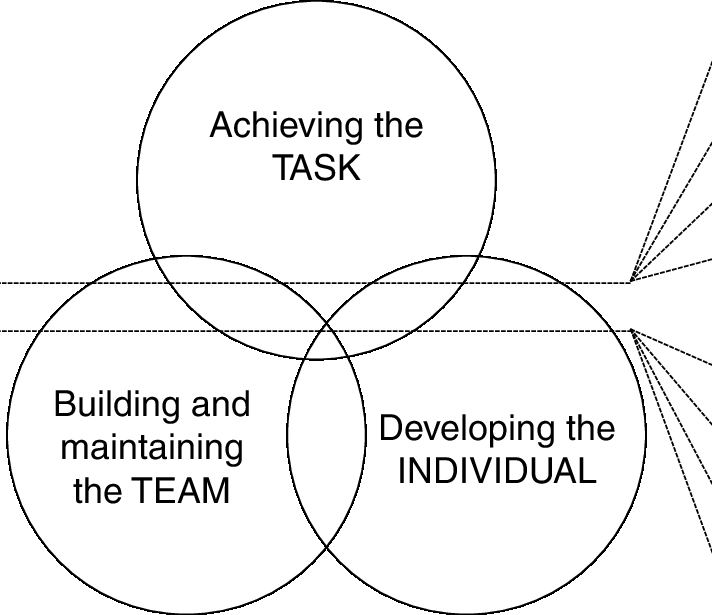 Achieving the
TASK
Building and
maintaining
the TEAM
Developing the
INDIVIDUAL